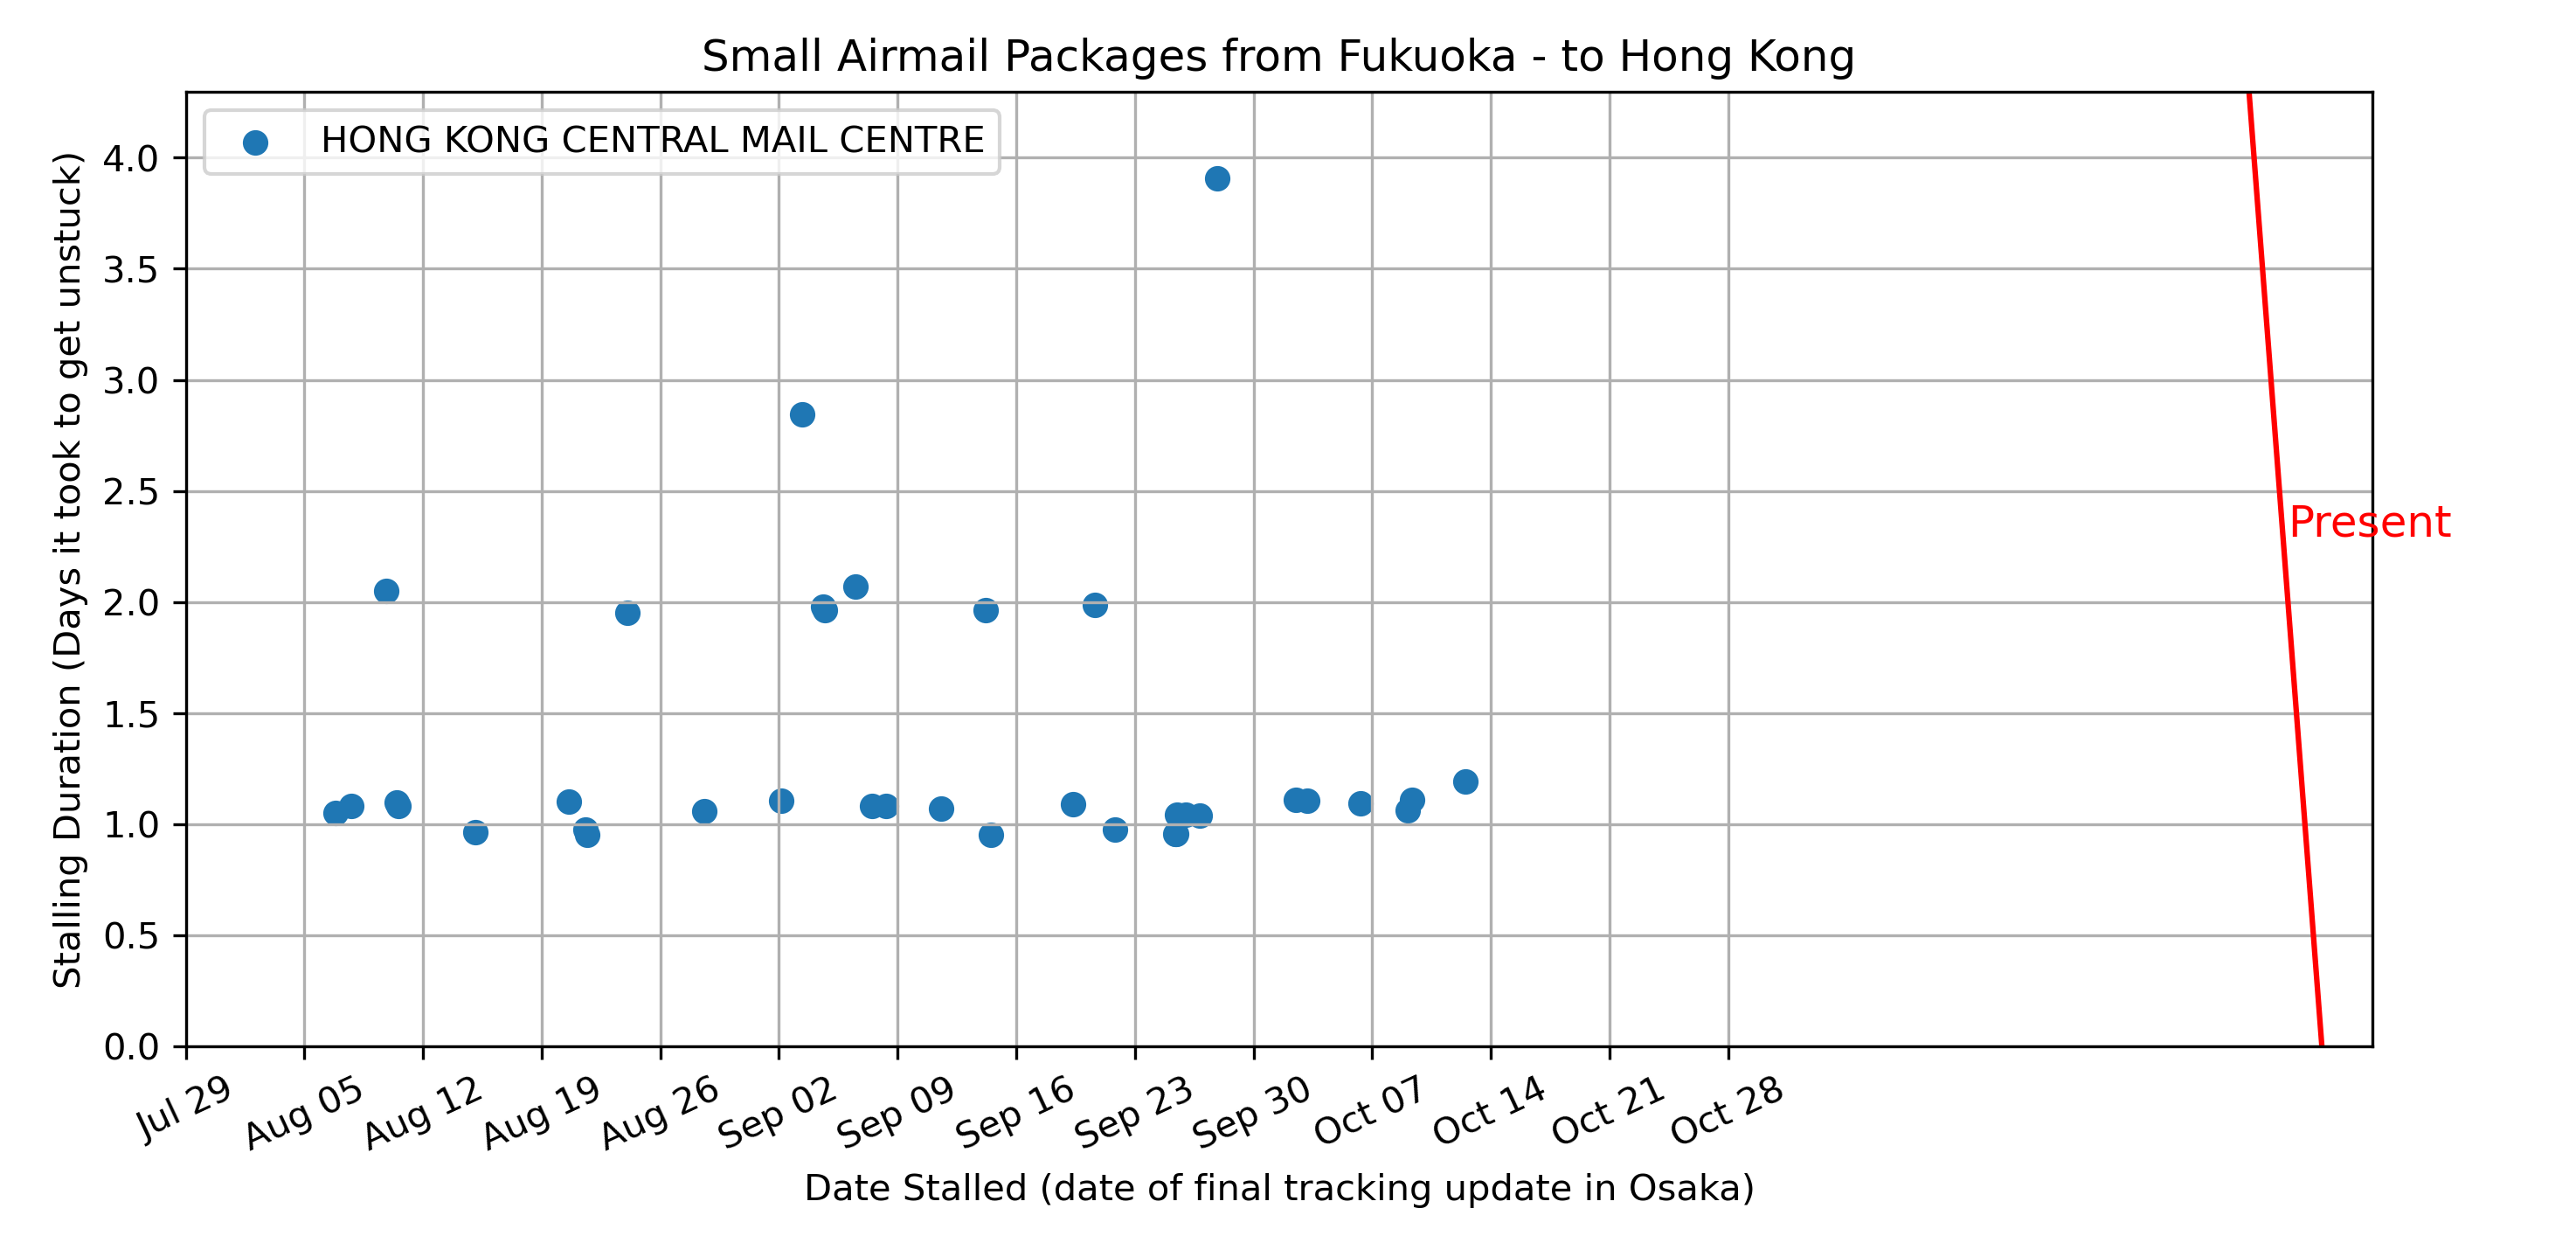 Small Airmail Packages from Fukuoka - to Hong Kong
HONG KONG CENTRAL MAIL CENTRE
Stalling Duration (Days it took to get unstuck)
4.0
3.5
3.0
2.5
2.0
1.5
1.0
0.5
0.0
Present
Jul 29
Aug 05
Aug 12
Aug 19
Aug 26
Sep 02
Sep 09
Sep 16
Sep 23
Sep 30
Oct 07
Oct 14
Oct 21
Oct 28
Date Stalled (date of final tracking update in Osaka)